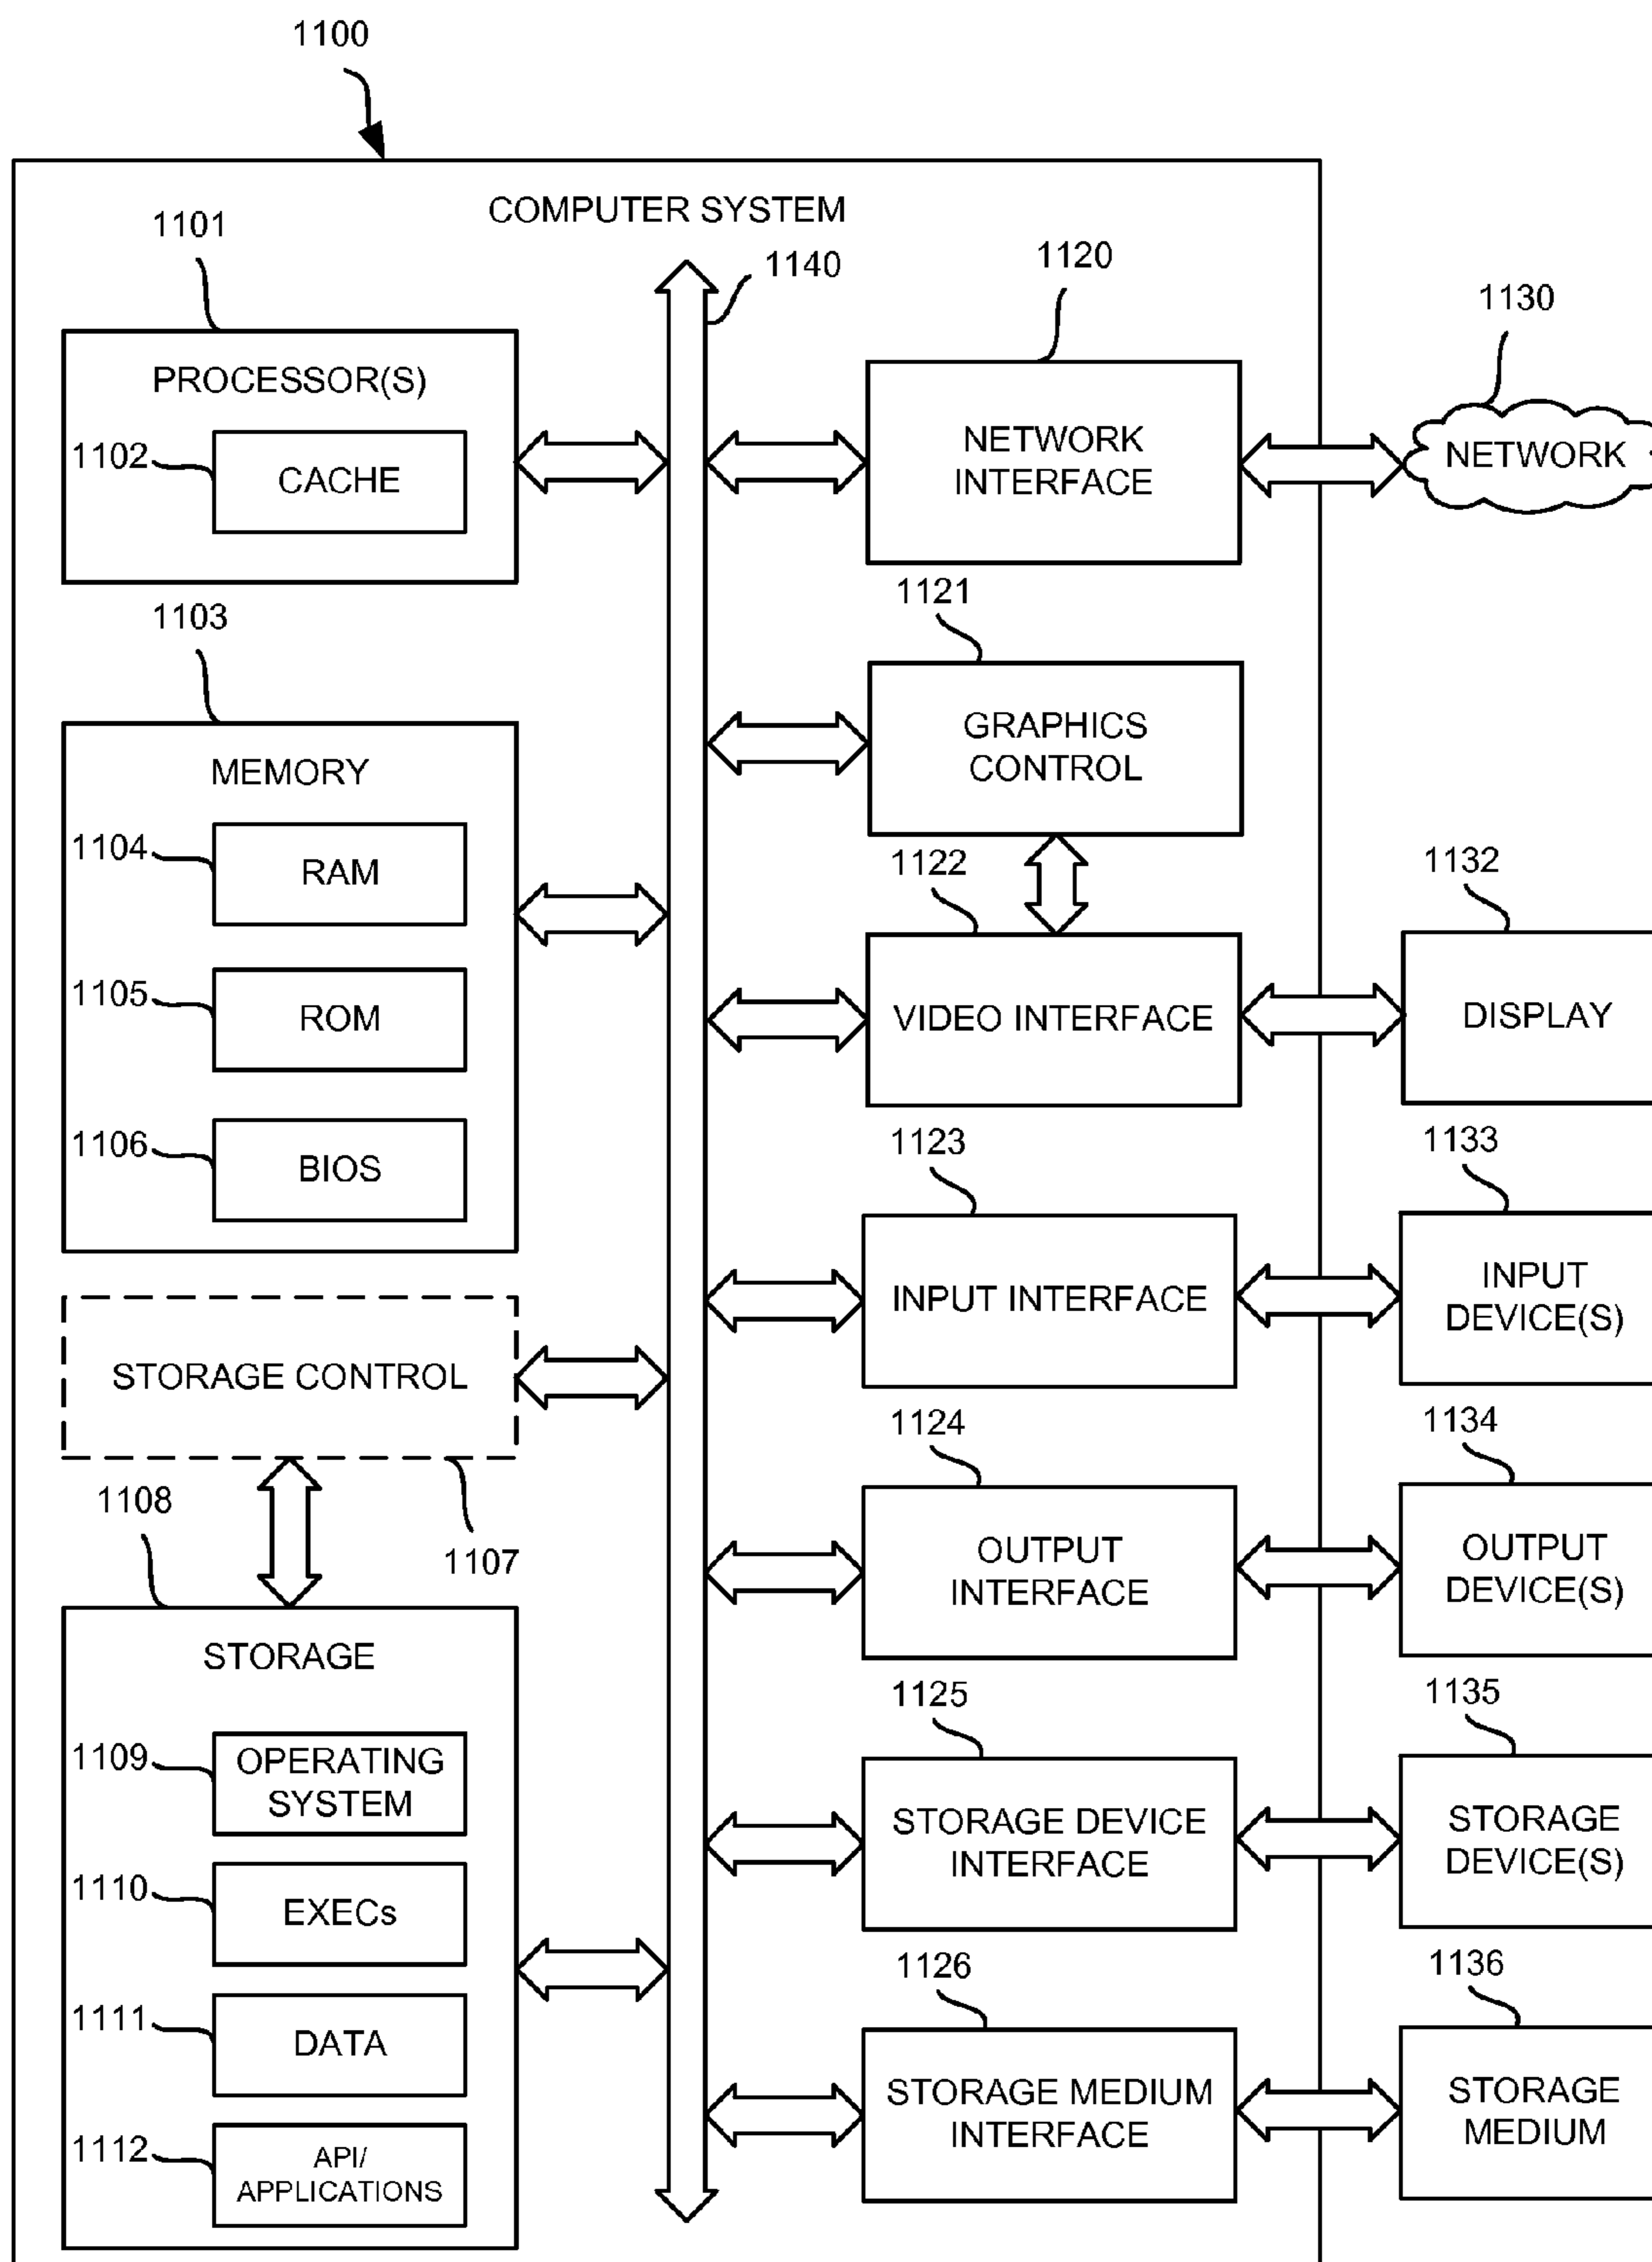 1100
COMPUTER SYSTEM
1101
1140
1120
1130
PROCESSOR(S)
1102
CACHE
NETWORK
INTERFACE
NETWORK
1103
1121
MEMORY
GRAPHICS
CONTROL
1104
RAM
1122
1132
1105
ROM
VIDEO INTERFACE
DISPLAY
1106
BIOS
1123
1133
INPUT INTERFACE
INPUT
DEVICE(S)
STORAGE CONTROL
1107
1124
1134
1108
OUTPUT
INTERFACE
OUTPUT
DEVICE(S)
STORAGE
1125
1135
1109
OPERATING
SYSTEM
STORAGE DEVICE
INTERFACE
STORAGE
DEVICE(S)
1110
EXECs
1126
1136
1111
DATA
STORAGE MEDIUM
INTERFACE
STORAGE
MEDIUM
1112
API/
APPLICATIONS